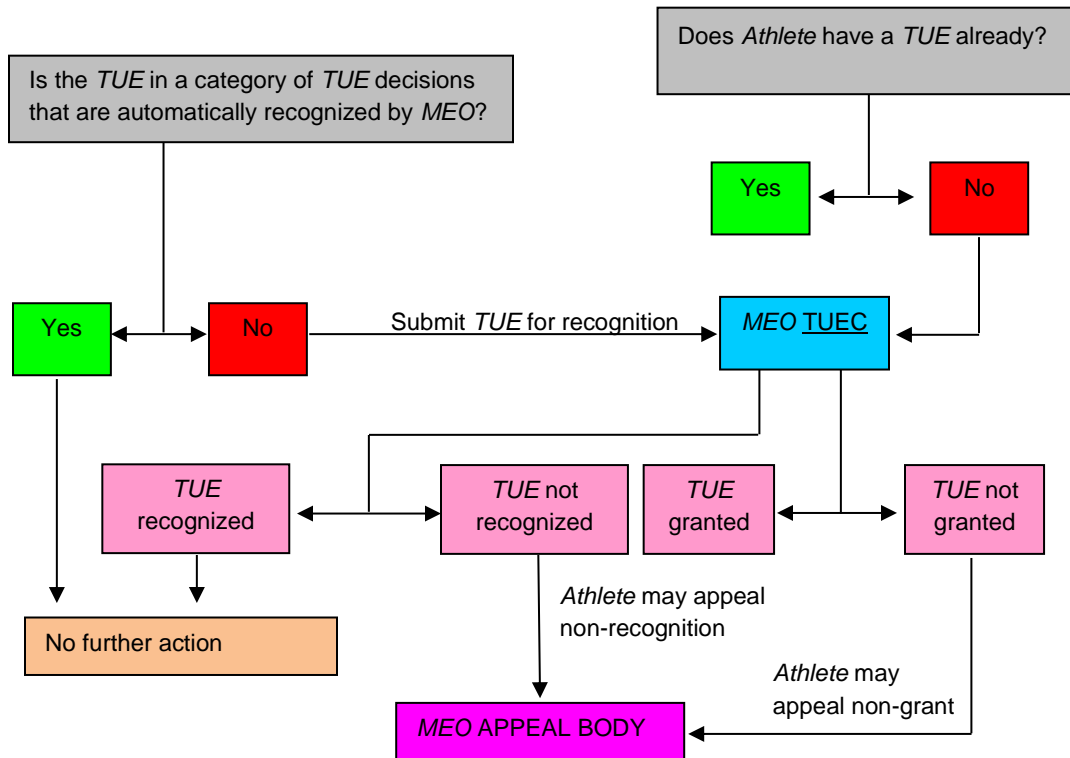 Does Athlete have a TUE already?
Is the TUE in a category of TUE decisions
that are automatically recognized by MEO?
Yes
No
Yes
No
Submit TUE for recognition
MEO TUEC
TUE
recognized
TUE not
recognized
TUE
granted
TUE not
granted
Athlete may appeal
non-recognition
No further action
Athlete may
appeal non-grant
MEO APPEAL BODY